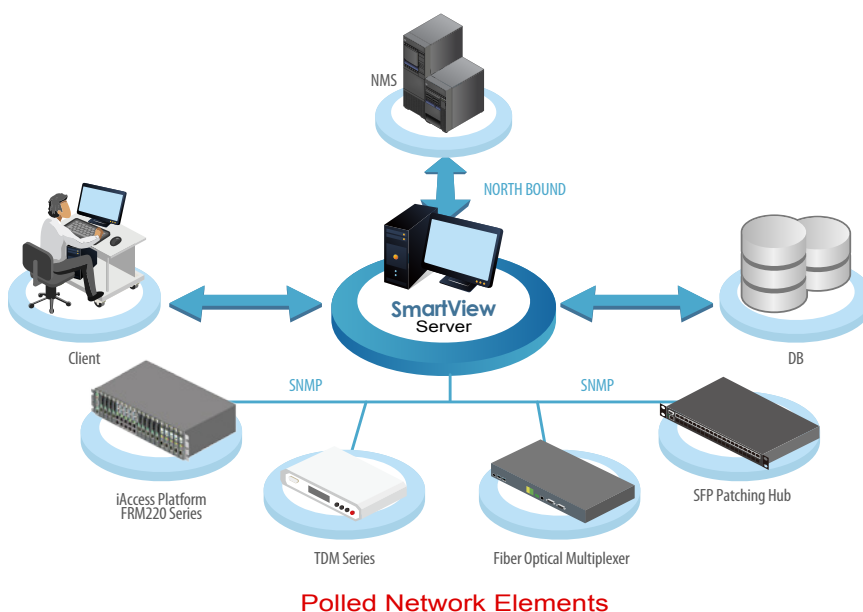 NMS
NORTH BOUND
SmartView
Server
Client
DB
SNMP
SNMP
iAccess Platform
FRM220 Series
TDM Series
Fiber Optical Multiplexer
SFP Patching Hub
Polled Network Elements